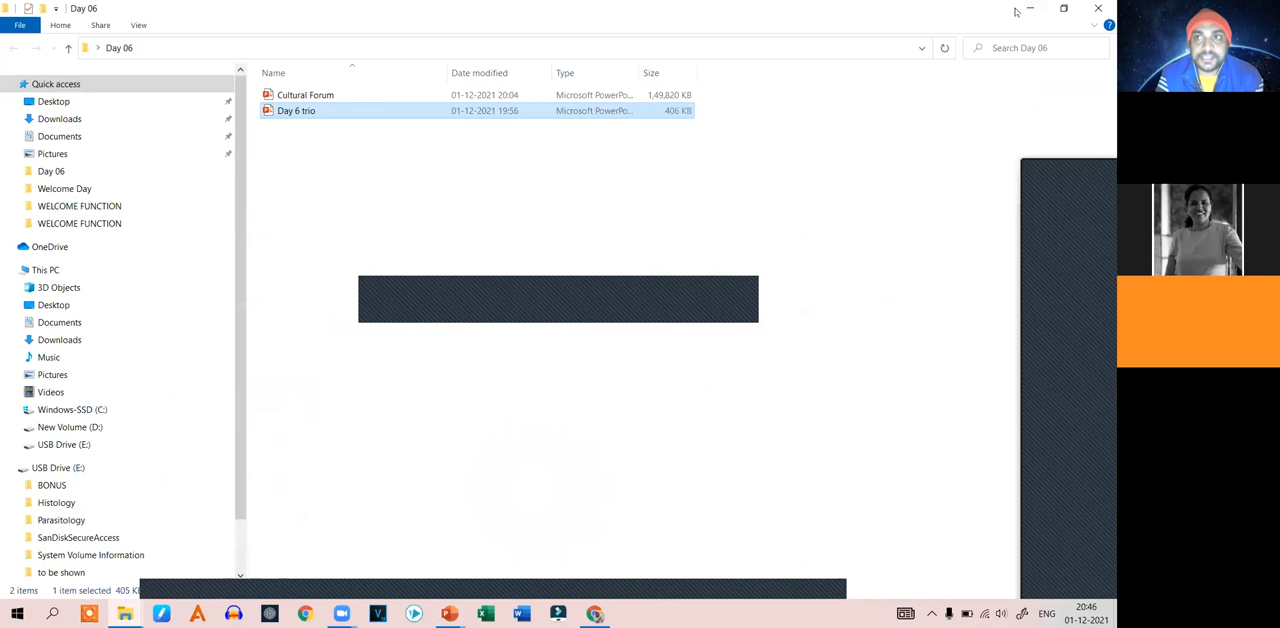 Day 06
File Home Share View
Day 06
Search Day 06
Name Date modified Type Size
Quick access
Desktop
Downloads
Documents
Pictures
Day 06
Welcome Day
WELCOME FUNCTION
WELCOME FUNCTION
OneDrive
This PC
3D Objects
Desktop
Documents
Downloads
Music
Pictures
Videos
Windows-SSD (C:)
New Volume (D:)
USB Drive (E:)
USB Drive (E:)
BONUS
Histology
Parasitology
SanDiskSecureAccess
System Volume Information
to be shown
Cultural Forum 01-12-2021 20:04 Microsoft PowerPo... 1,49,820 KB
Day 6 trio 01-12-2021 19:56 Microsoft PowerPo... 406 KB
2 items 1 item selected 405 K
ENG
20:46
01-12-2021